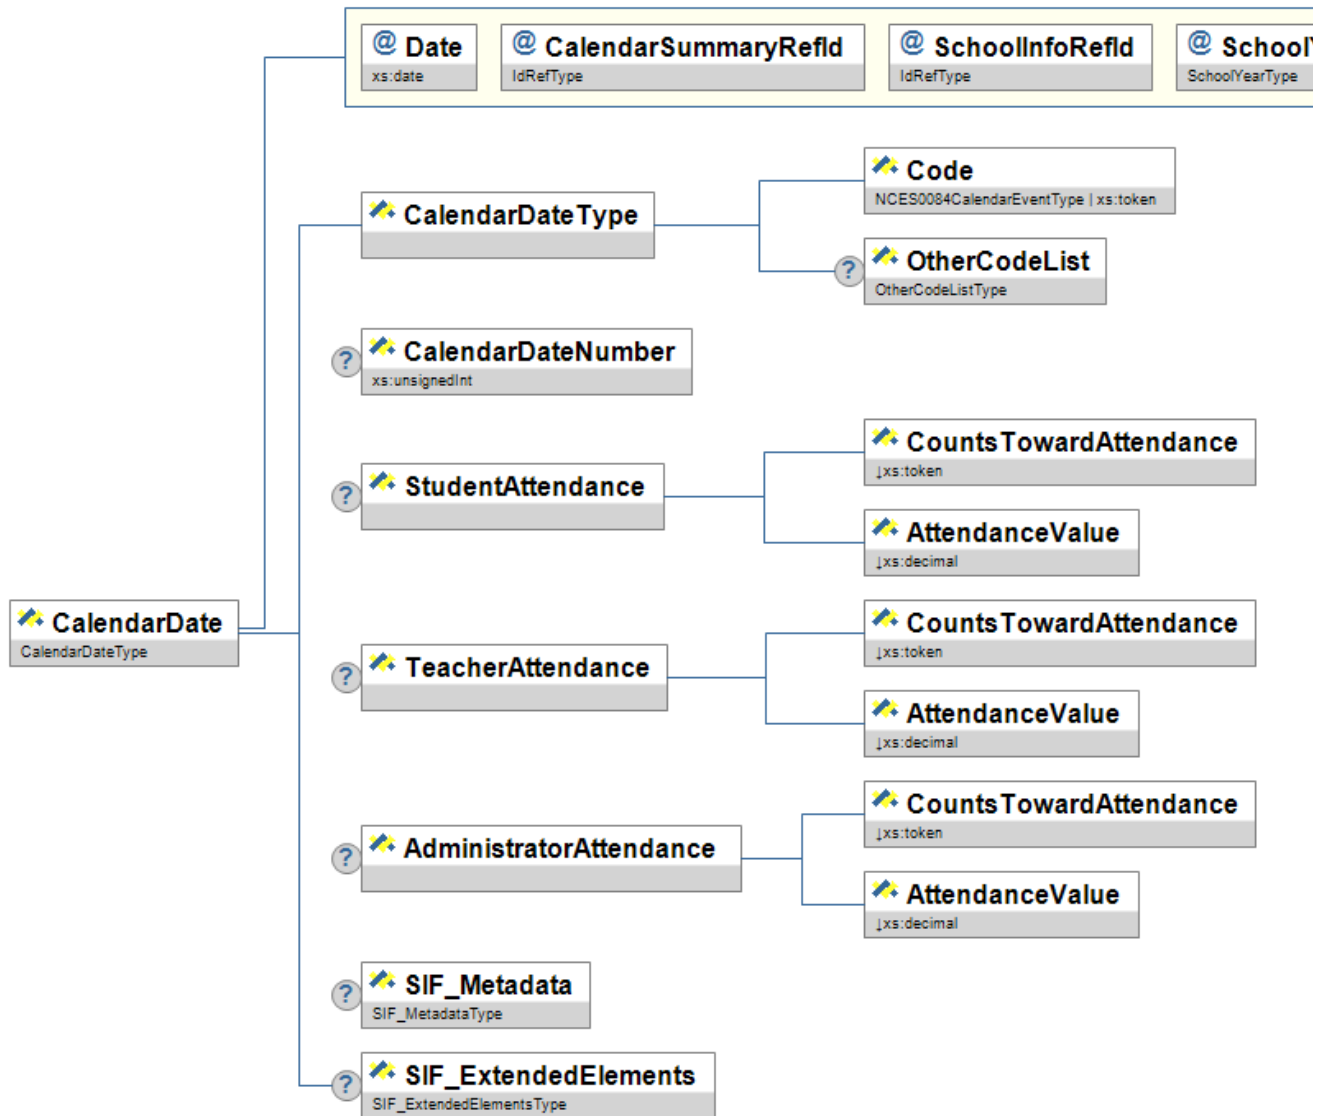 @ Date
xs:date
@ CalendarSummaryRefId
IdRefType
@ SchoolInfoRefId
IdRefType
@ School
SchoolYearType
Code
NCES0084CalendarEventType | xs:token
CalendarDateType
? OtherCodeList
OtherCodeListType
? CalendarDateNumber
xs:unsignedInt
CountsTowardAttendance
↓xs:token
? StudentAttendance
AttendanceValue
↓xs:decimal
CalendarDate
CalendarDateType
CountsTowardAttendance
↓xs:token
? TeacherAttendance
AttendanceValue
↓xs:decimal
CountsTowardAttendance
↓xs:token
? AdministratorAttendance
AttendanceValue
↓xs:decimal
? SIF_Metadata
SIF_MetadataType
? SIF_ExtendedElements
SIF_ExtendedElementsType